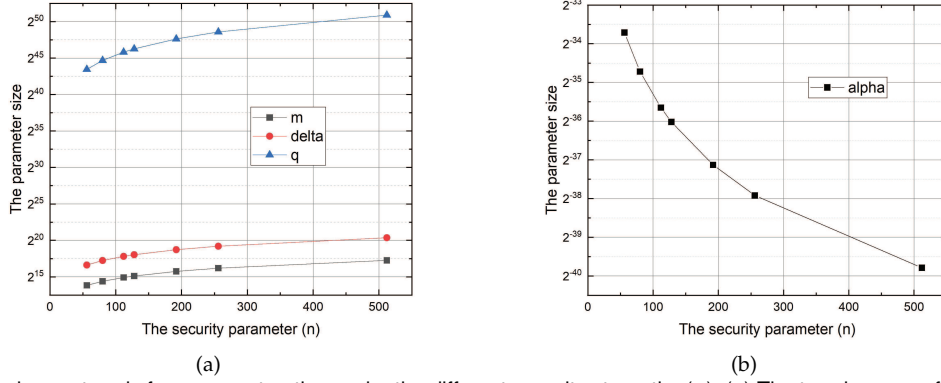 2^50
2^45
2^40
2^35
2^30
2^25
2^20
2^15
The parameter size
m
delta
q
0 100 200 300 400 500
The security parameter (n)
(a)
2^-33
2^-34
2^-35
2^-36
2^-37
2^-38
2^-39
2^-40
The parameter size
alpha
0 100 200 300 400 500
The security parameter (n)
(b)